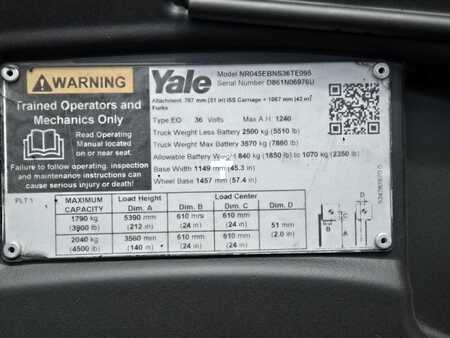 WARNING
Trained Operators and
Mechanics Only
Read Operating
Manual located
on or near seat.
Failure to follow operating, inspection
and maintenance instructions can
cause serious injury or death!
Yale
Model NR045EBNS36TE095
Serial Number D861N06976U
Attachment: 787 mm (31 in) ISS Carriage + 1067 mm (42 in)
Forks
Type EO 36 Volts Max A.H. 1240
Truck Weight Less Battery 2500 kg (5510 lb)
Truck Weight Max Battery 3570 kg (7860 lb)
Allowable Battery Weight 840 kg (1850 lb) to 1070 kg (2350 lb)
Base Width 1149 mm (45.3 in)
Wheel Base 1457 mm (57.4 in)
PLT 1
MAXIMUM CAPACITY Load Height Dim. A Load Center Dim. B Dim. C Dim. D
1790 kg 5390 mm 610 mm 610 mm
(3900 lb) (212 in) (24 in) (24 in)
51 mm
(2.0 in)
2040 kg 3560 mm 610 mm 610 mm
(4500 lb) (140 in) (24 in) (24 in)
D
C
B
A